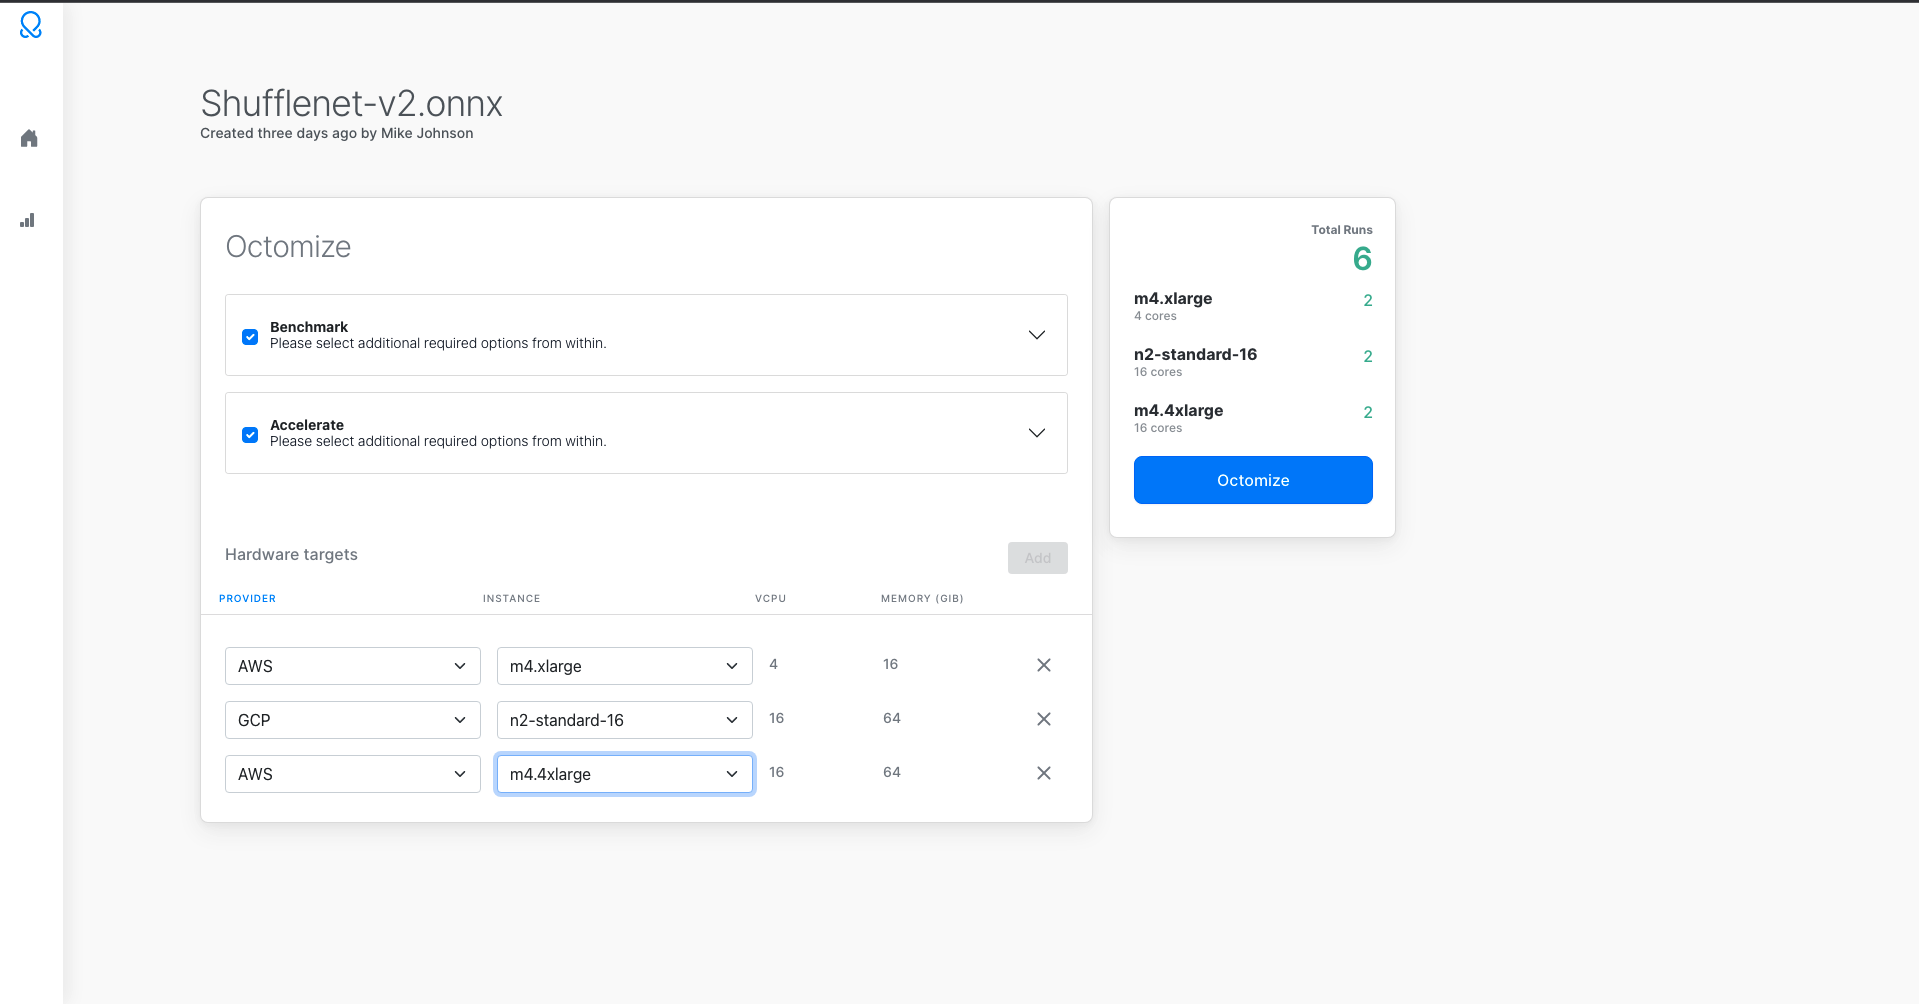 Shufflenet-v2.onnx
Created three days ago by Mike Johnson
Octomize
Benchmark
Please select additional required options from within.
Accelerate
Please select additional required options from within.
Hardware targets
Add
PROVIDER INSTANCE VCPU MEMORY (GIB)
AWS m4.xlarge 4 16
GCP n2-standard-16 16 64
AWS m4.4xlarge 16 64
Total Runs
6
m4.xlarge 2
4 cores
n2-standard-16 2
16 cores
m4.4xlarge 2
16 cores
Octomize